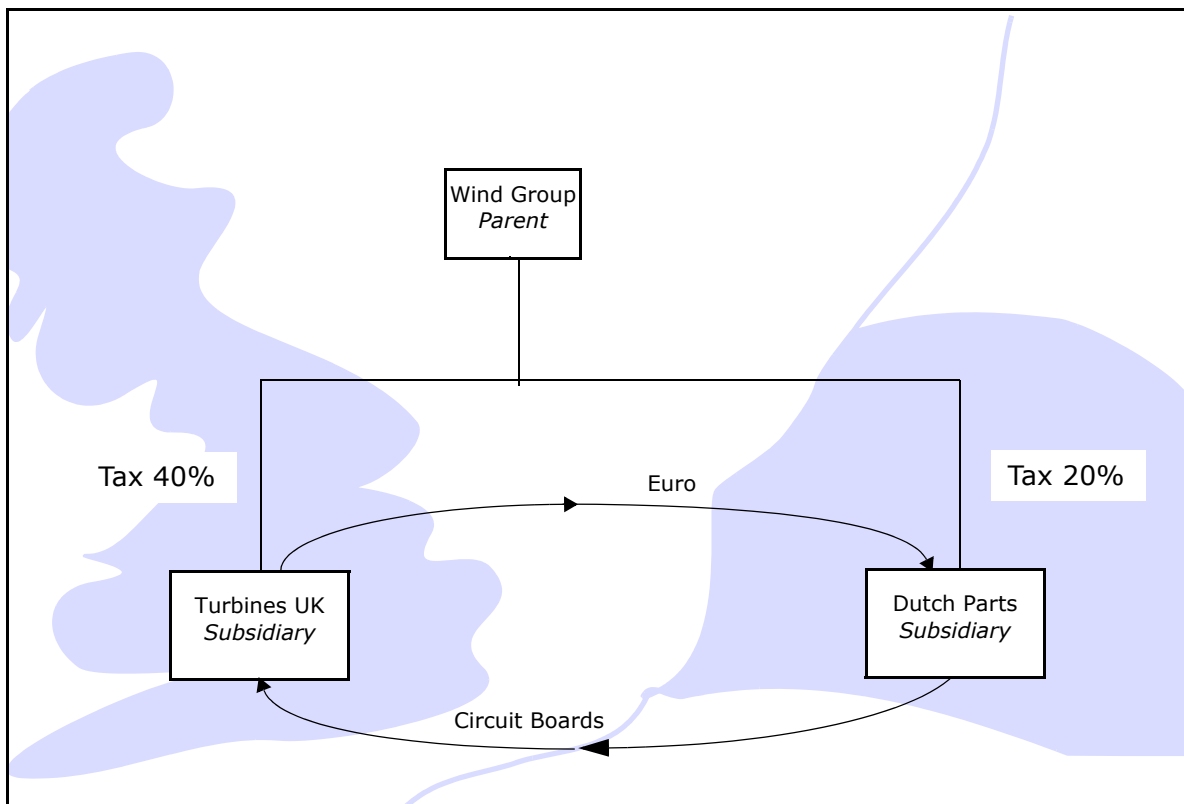 Wind Group
Parent
Tax 40%
Tax 20%
Euro
Turbines UK
Subsidiary
Dutch Parts
Subsidiary
Circuit Boards